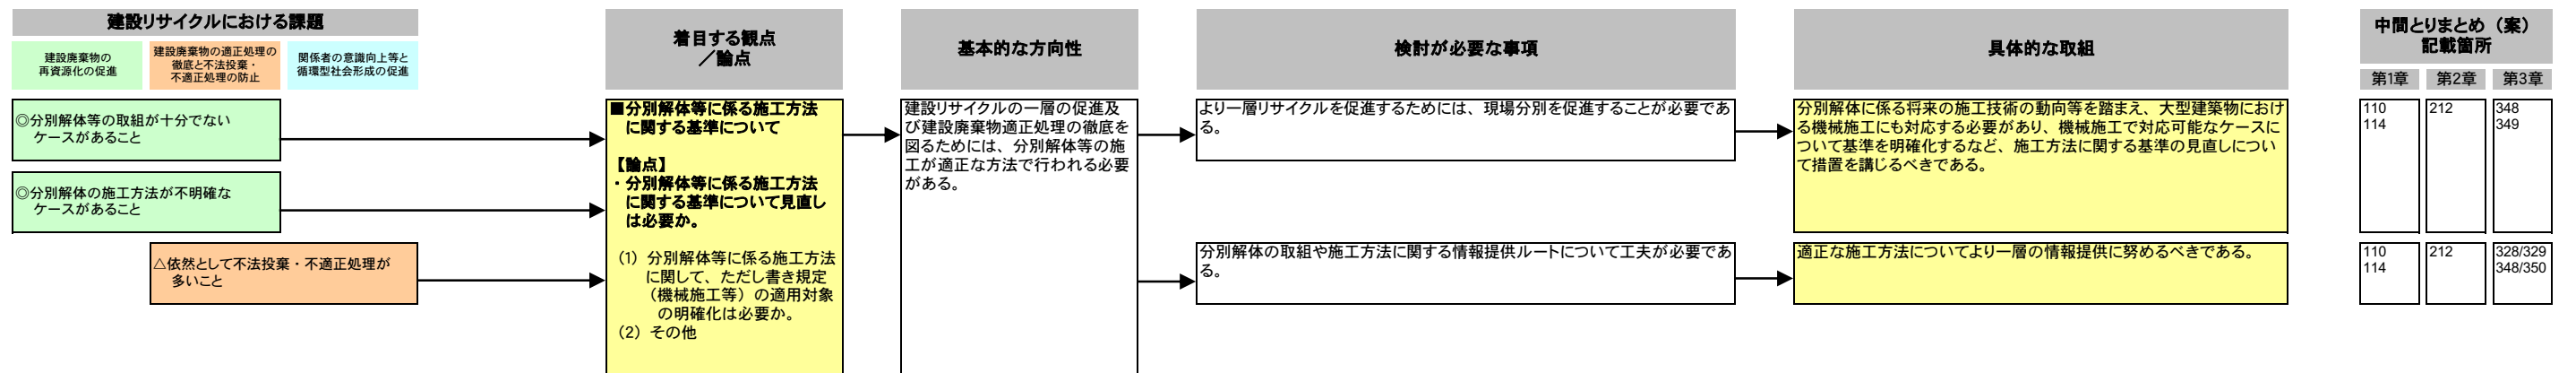 建設リサイクルにおける課題
建設廃棄物の
再資源化の促進
建設廃棄物の適正処理の
徹底と不法投棄・
不適正処理の防止
関係者の意識向上等と
循環型社会形成の促進
着目する観点
／論点
基本的な方向性
検討が必要な事項
具体的な取組
中間とりまとめ（案）
記載箇所
第1章
第2章
第3章
◎分別解体等の取組が十分でない
ケースがあること
◎分別解体の施工方法が不明確な
ケースがあること
△依然として不法投棄・不適正処理が
多いこと
■分別解体等に係る施工方法
に関する基準について
【論点】
・分別解体等に係る施工方法
に関する基準について見直し
は必要か。
（1）分別解体等に係る施工方法
に関して、ただし書き規定
（機械施工等）の適用対象
の明確化は必要か。
（2）その他
建設リサイクルの一層の促進及
び建設廃棄物適正処理の徹底を
図るためには、分別解体等の施
工が適正な方法で行われる必要
がある。
より一層リサイクルを促進するためには、現場分別を促進することが必要であ
る。
分別解体に係る将来の施工技術の動向等を踏まえ、大型建築物におけ
る機械施工にも対応する必要があり、機械施工で対応可能なケースに
ついて基準を明確化するなど、施工方法に関する基準の見直しについ
て措置を講じるべきである。
110
114
212
348
349
分別解体の取組や施工方法に関する情報提供ルートについて工夫が必要であ
る。
適正な施工方法についてより一層の情報提供に努めるべきである。
110
114
212
328/329
348/350